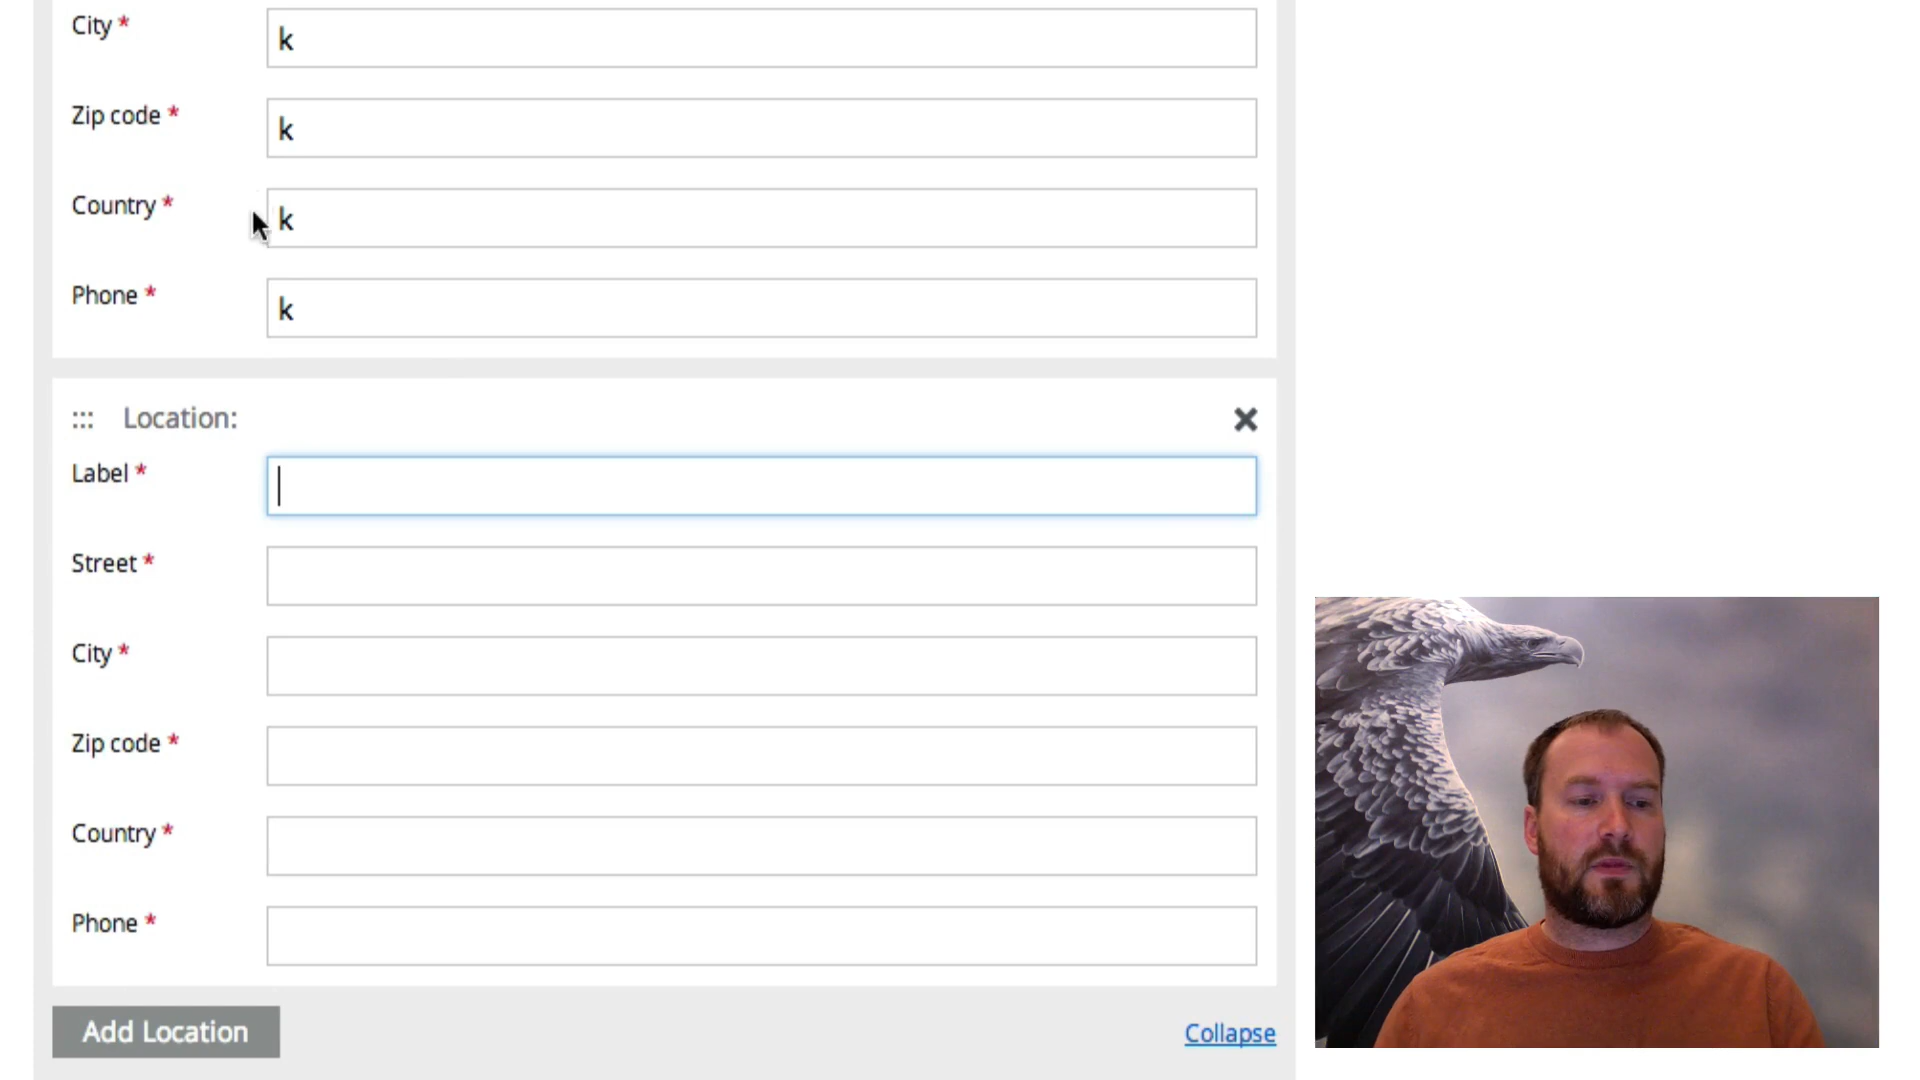 City *
k
Zip code *
k
Country *
k
Phone *
k
Location:
Label *
Street *
City *
Zip code *
Country *
Phone *
Add Location
Collapse